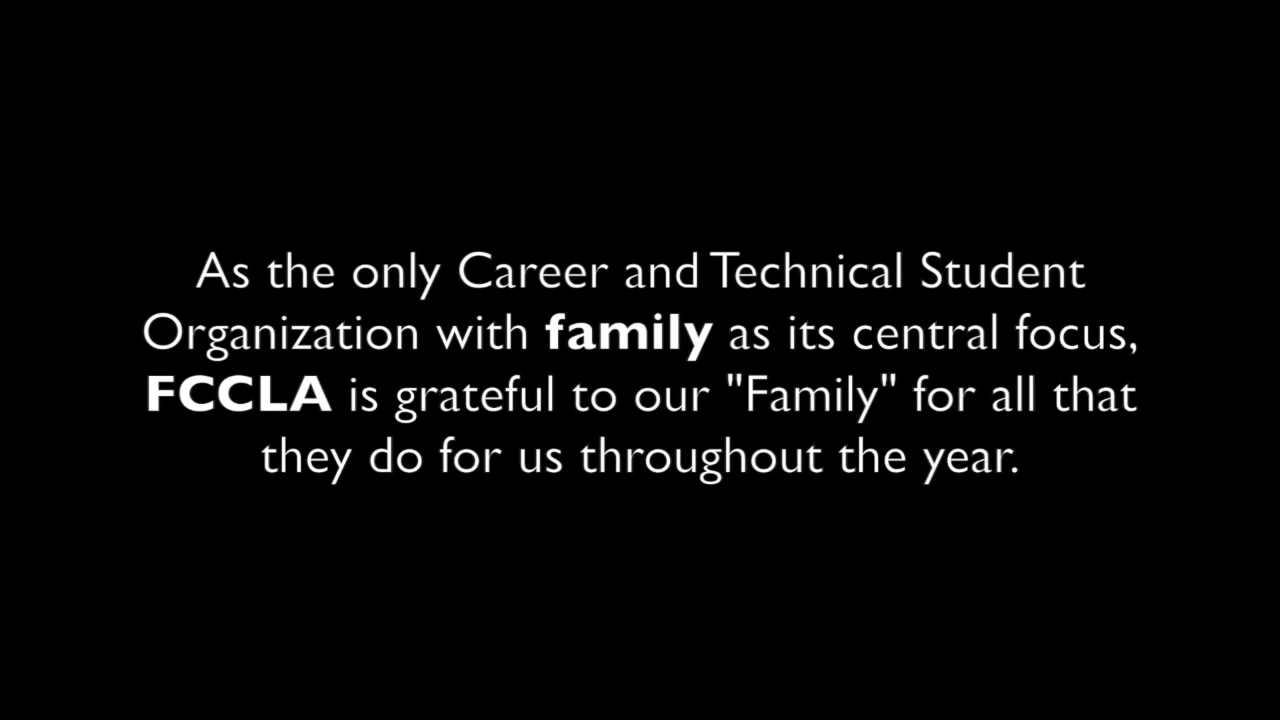 As the only Career and Technical Student
Organization with family as its central focus,
FCCLA is grateful to our "Family" for all that
they do for us throughout the year.